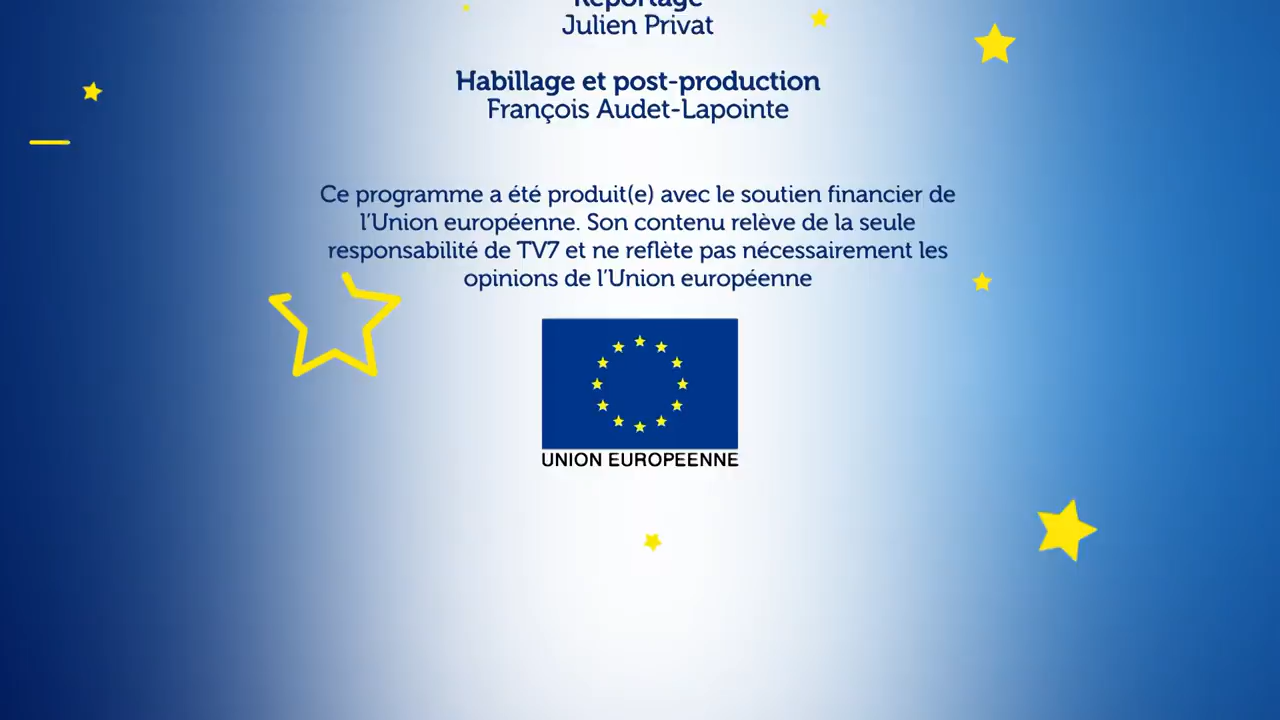 Reportage
Julien Privat
Habillage et post-production
François Audet-Lapointe
Ce programme a été produit(e) avec le soutien financier de
l'Union européenne. Son contenu relève de la seule
responsabilité de TV7 et ne reflète pas nécessairement les
opinions de l'Union européenne
UNION EUROPEENNE